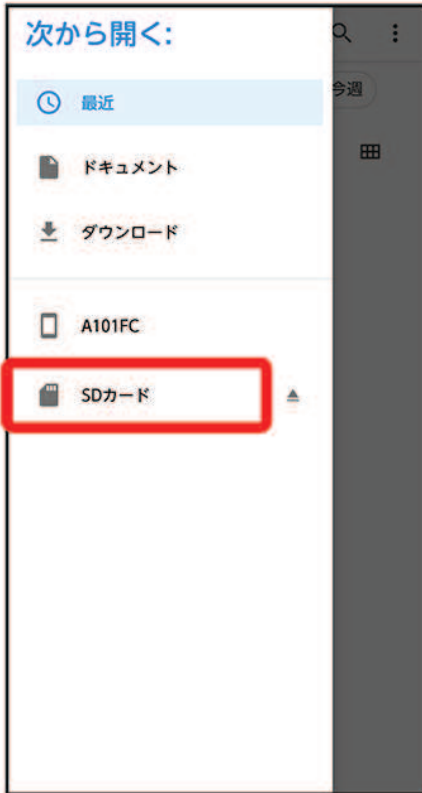 次から開く:
今週
最近
ドキュメント
ダウンロード
A101FC
SDカード